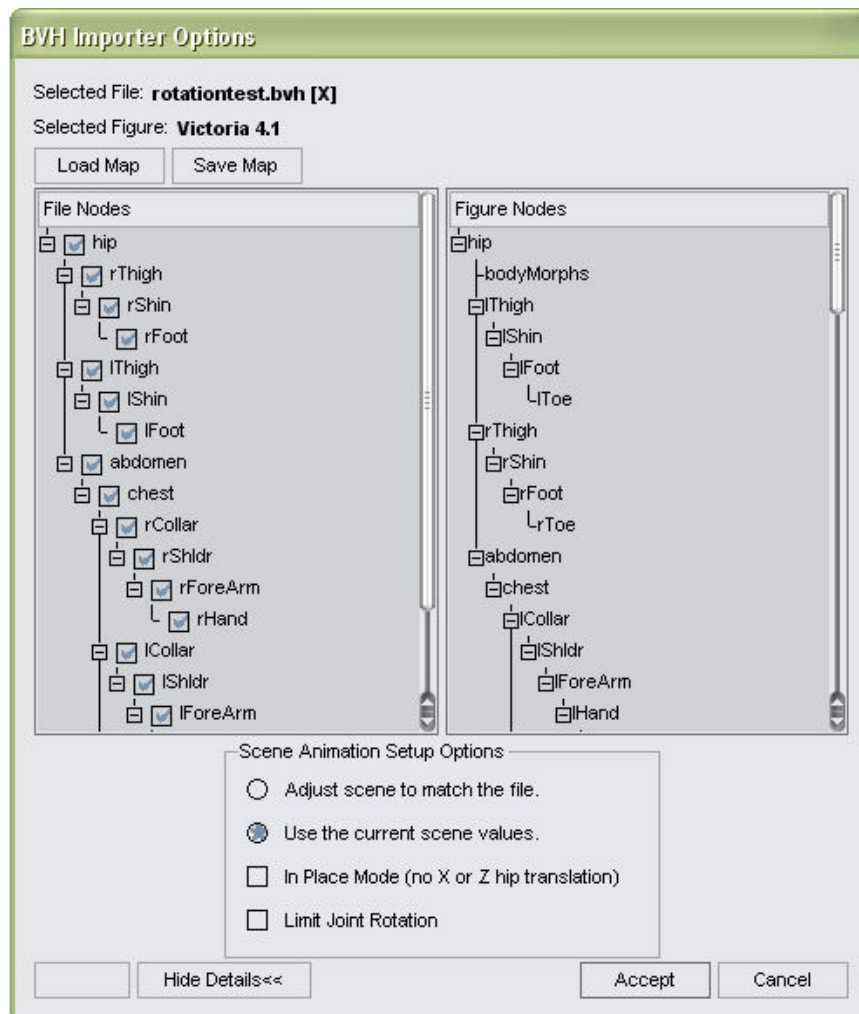 BVH Importer Options
Selected File: rotationtest.bvh [X]
Selected Figure: Victoria 4.1
Load Map Save Map
File Nodes
hip
rThigh
rShin
rFoot
lThigh
lShin
lFoot
abdomen
chest
rCollar
rShldr
rForeArm
rHand
lCollar
lShldr
lForeArm
Figure Nodes
hip
bodyMorphs
lThigh
lShin
lFoot
lToe
rThigh
rShin
rFoot
rToe
abdomen
chest
lCollar
lShldr
lForeArm
lHand
Scene Animation Setup Options
Adjust scene to match the file.
Use the current scene values.
In Place Mode (no X or Z hip translation)
Limit Joint Rotation
Hide Details<< Accept Cancel